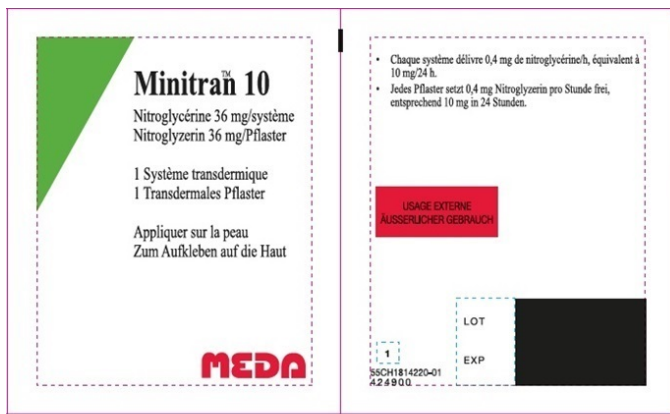 Minitran™ 10
Nitroglycérine 36 mg/système
Nitroglyzerin 36 mg/Pflaster
1 Système transdermique
1 Transdermales Pflaster
Appliquer sur la peau
Zum Aufkleben auf die Haut
MEDA
• Chaque système délivre 0,4 mg de nitroglycérine/h, équivalent à
10 mg/24 h.
• Jedes Pflaster setzt 0,4 mg Nitroglyzerin pro Stunde frei,
entsprechend 10 mg in 24 Stunden.
USAGE EXTERNE
ÄUSSERLICHER GEBRAUCH
LOT
EXP
1
55CH1814220-01
424900